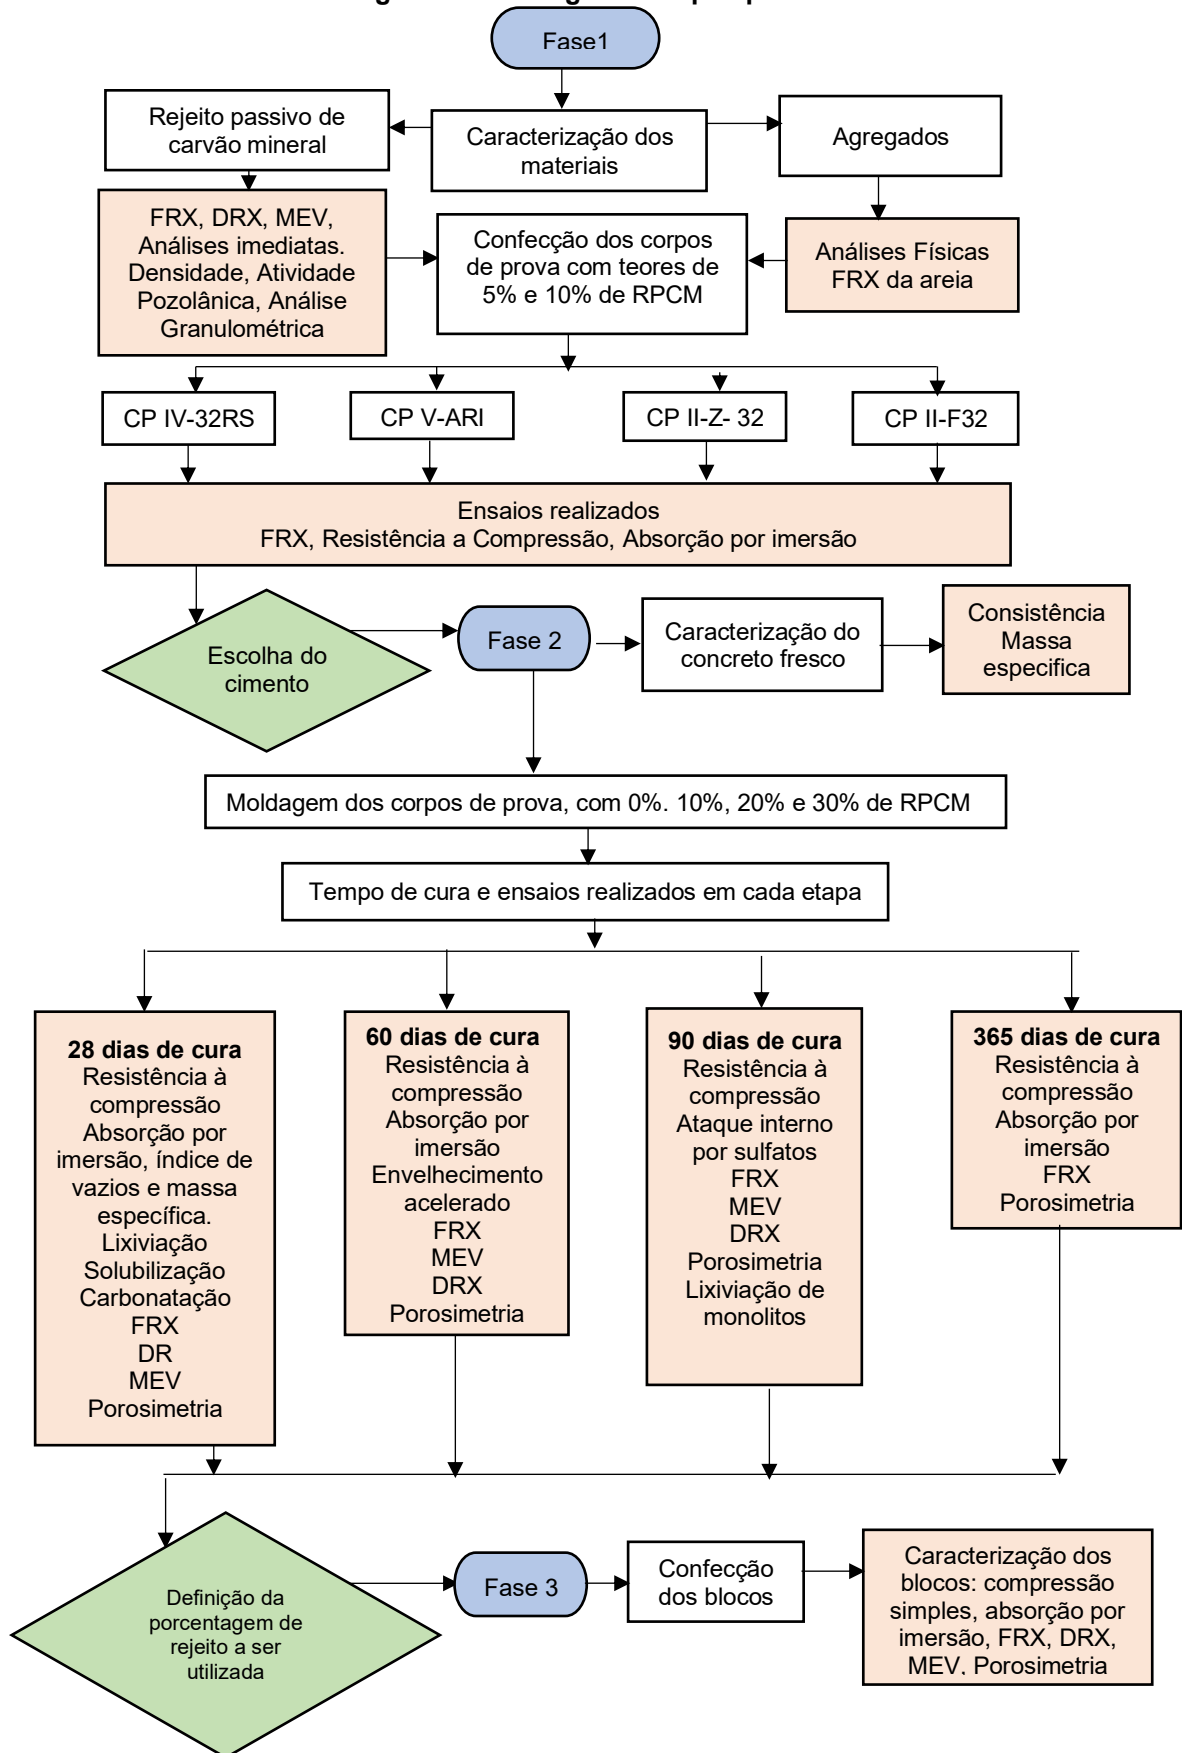 Fase1
Rejeito passivo de
carvão mineral
Caracterização dos
materiais
Agregados
FRX, DRX, MEV,
Análises imediatas.
Densidade, Atividade
Pozolânica, Análise
Granulométrica
Confecção dos corpos
de prova com teores de
5% e 10% de RPCM
Análises Físicas
FRX da areia
CP IV-32RS
CP V-ARI
CP II-Z- 32
CP II-F32
Ensaios realizados
FRX, Resistência a Compressão, Absorção por imersão
Escolha do
cimento
Fase 2
Caracterização do
concreto fresco
Consistência
Massa
especifica
Moldagem dos corpos de prova, com 0%. 10%, 20% e 30% de RPCM
Tempo de cura e ensaios realizados em cada etapa
28 dias de cura
Resistência à
compressão
Absorção por
imersão, índice de
vazios e massa
específica.
Lixiviação
Solubilização
Carbonatação
FRX
DR
MEV
Porosimetria
60 dias de cura
Resistência à
compressão
Absorção por
imersão
Envelhecimento
acelerado
FRX
MEV
DRX
Porosimetria
90 dias de cura
Resistência à
compressão
Ataque interno
por sulfatos
FRX
MEV
DRX
Porosimetria
Lixiviação de
monolitos
365 dias de cura
Resistência à
compressão
Absorção por
imersão
FRX
Porosimetria
Definição da
porcentagem de
rejeito a ser
utilizada
Fase 3
Confecção
dos blocos
Caracterização dos
blocos: compressão
simples, absorção por
imersão, FRX, DRX,
MEV, Porosimetria